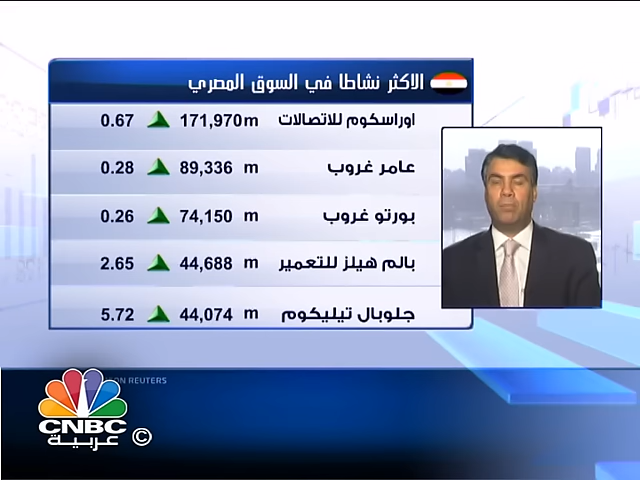 الاكثر نشاطا في السوق المصري
اوراسكوم للاتصالات 171,970m 0.67
عامر غروب 89,336 m 0.28
بورتو غروب 74,150 m 0.26
بالم هيلز للتعمير 44,688 m 2.65
جلوبال تيليكوم 44,074 m 5.72
ON REUTERS
CNBC
عربية ©